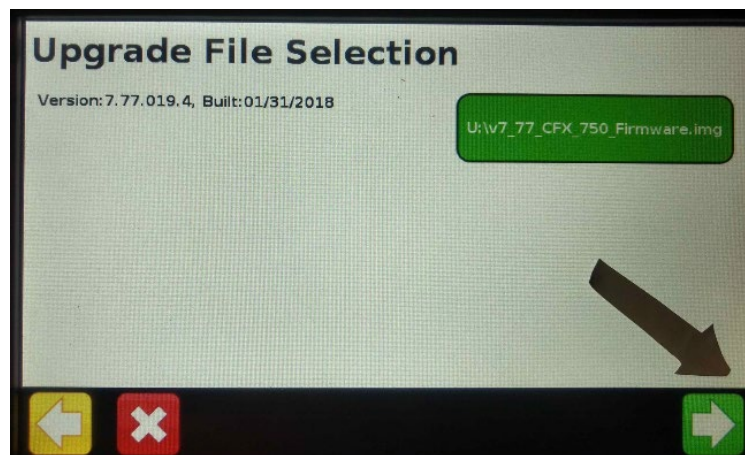 Upgrade File Selection
Version:7.77.019.4, Built:01/31/2018
U:\v7_77_CFX_750_Firmware.img